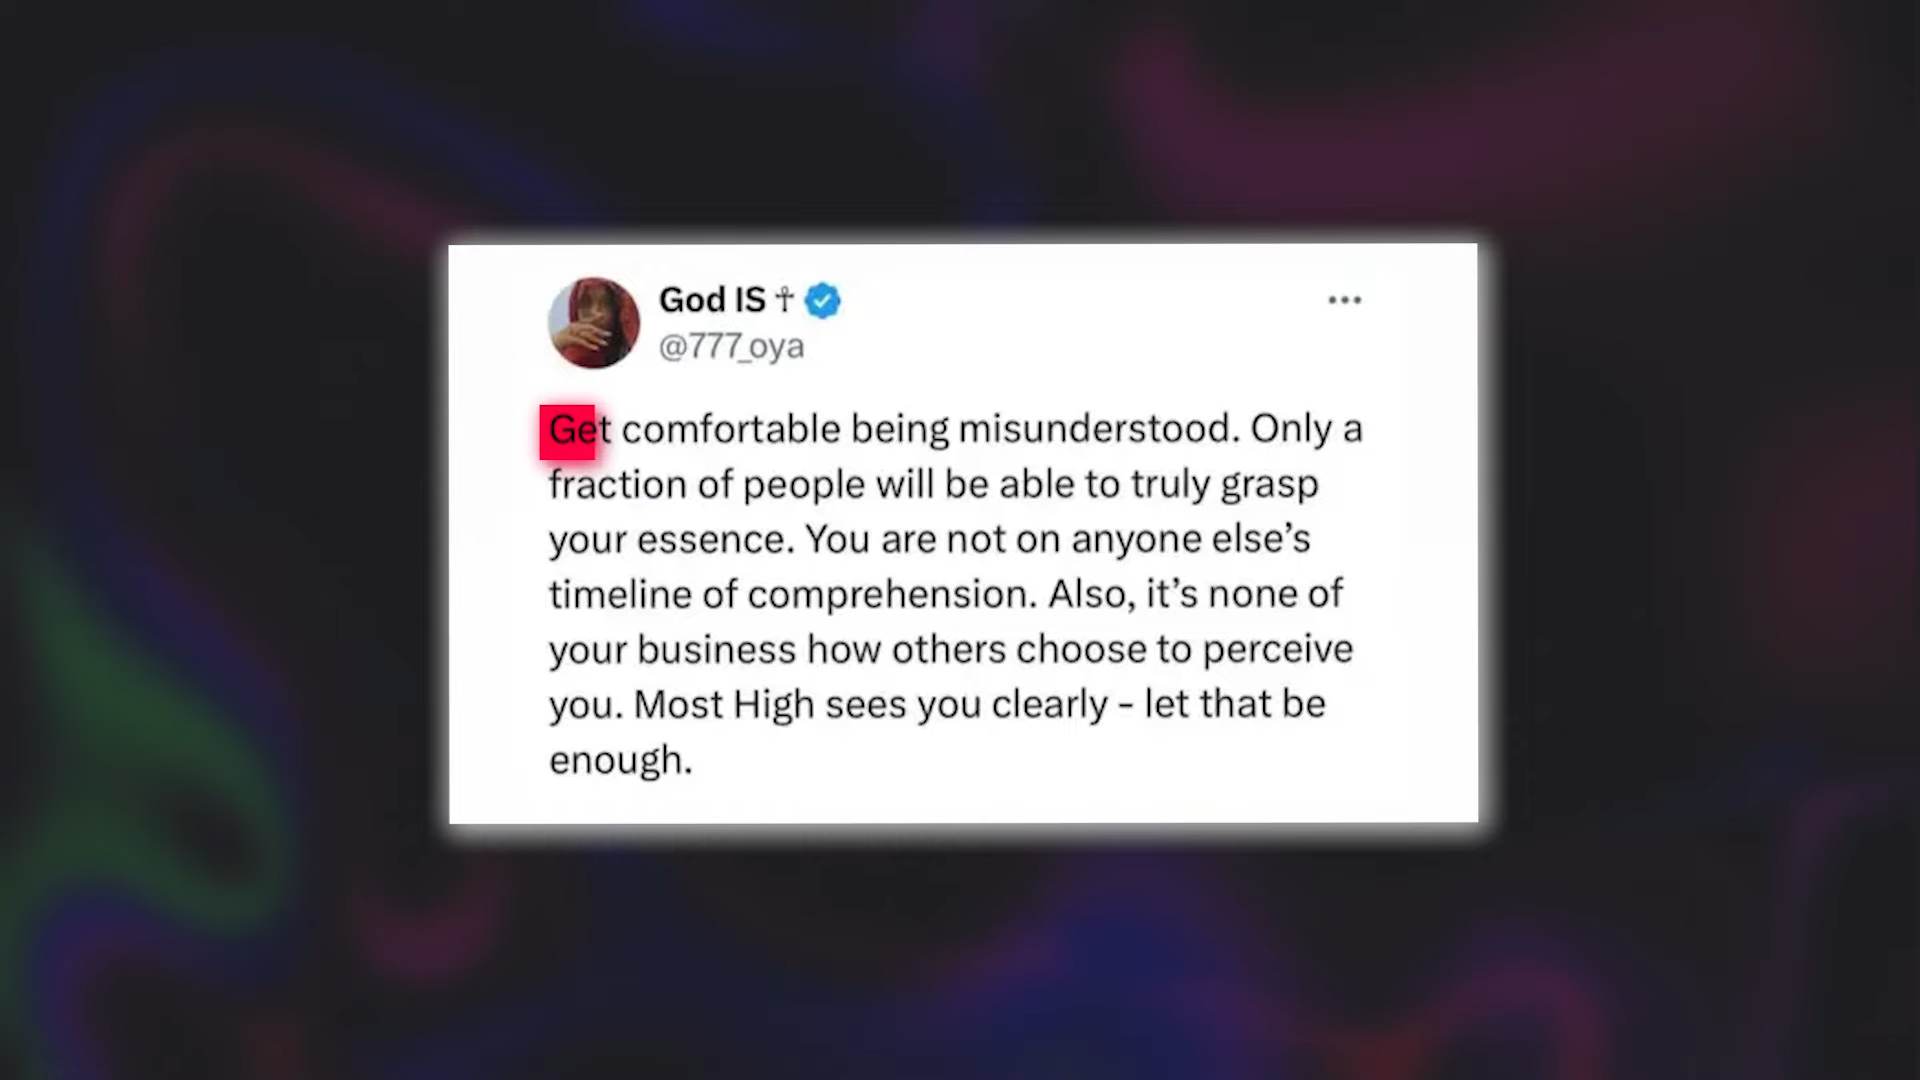 God IS ☥
@777_oya
Get comfortable being misunderstood. Only a
fraction of people will be able to truly grasp
your essence. You are not on anyone else’s
timeline of comprehension. Also, it’s none of
your business how others choose to perceive
you. Most High sees you clearly - let that be
enough.